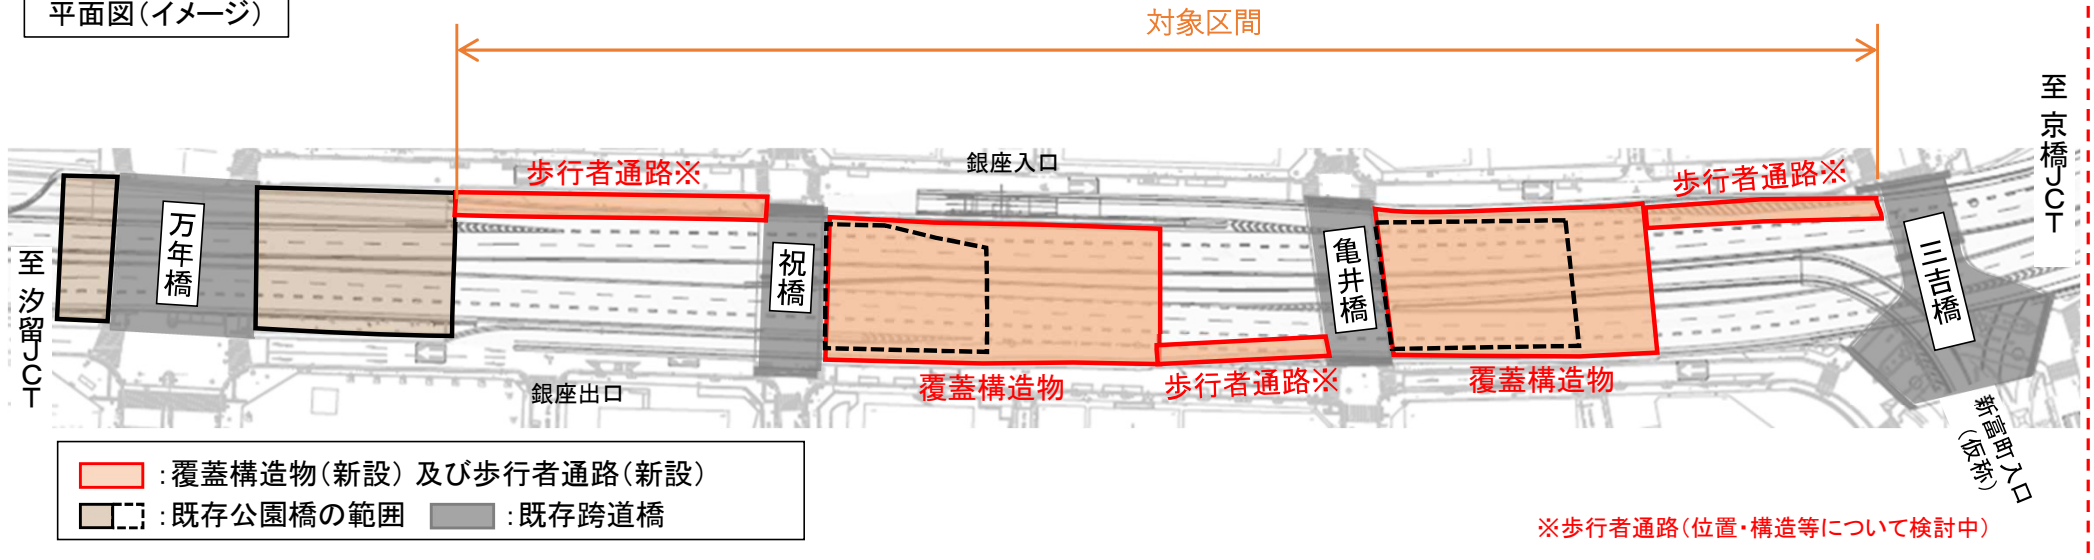 平面図(イメージ)
対象区間
至 京橋JCT
銀座入口
歩行者通路※
歩行者通路※
万年橋
祝橋
亀井橋
三吉橋
至 汐留JCT
銀座出口
覆蓋構造物
歩行者通路※
覆蓋構造物
新富町入口
(仮称)
:覆蓋構造物(新設)及び歩行者通路(新設)
:既存公園橋の範囲 :既存跨道橋
※歩行者通路(位置・構造等について検討中)